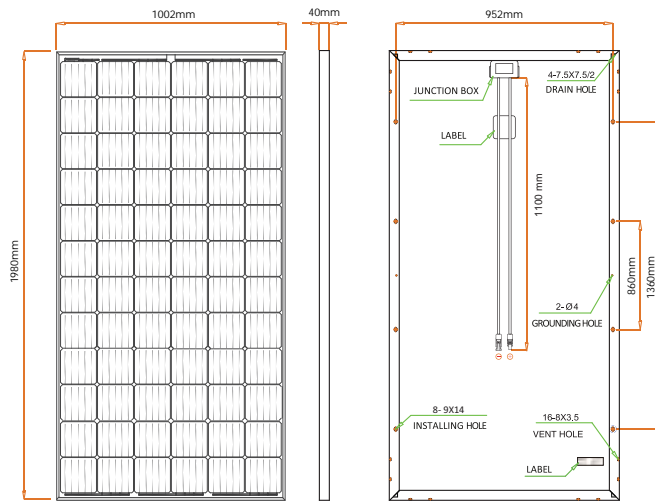 1002mm
40mm
952mm
1980mm
4-7.5X7.5/2
DRAIN HOLE
JUNCTION BOX
LABEL
1100 mm
860mm
1360mm
2-Ø4
GROUNDING HOLE
8-9X14
INSTALLING HOLE
16-8X3,5
VENT HOLE
LABEL